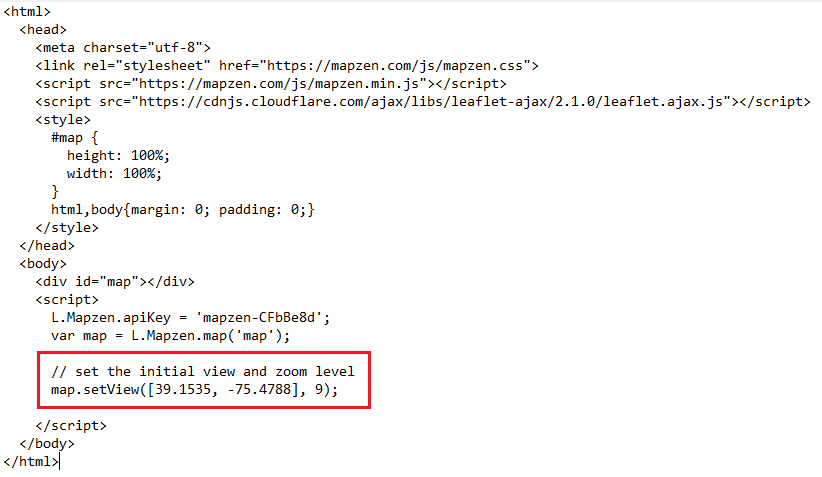 <html>
<head>
<meta charset="utf-8">
<link rel="stylesheet" href="https://mapzen.com/js/mapzen.css">
<script src="https://mapzen.com/js/mapzen.min.js"></script>
<script src="https://cdnjs.cloudflare.com/ajax/libs/leaflet-ajax/2.1.0/leaflet.ajax.js"></script>
<style>
#map {
height: 100%;
width: 100%;
}
html,body{margin: 0; padding: 0;}
</style>
</head>
<body>
<div id="map"></div>
<script>
L.Mapzen.apiKey = 'mapzen-CFbBe8d';
var map = L.Mapzen.map('map');
// set the initial view and zoom level
map.setView([39.1535, -75.4788], 9);
</script>
</body>
</html>